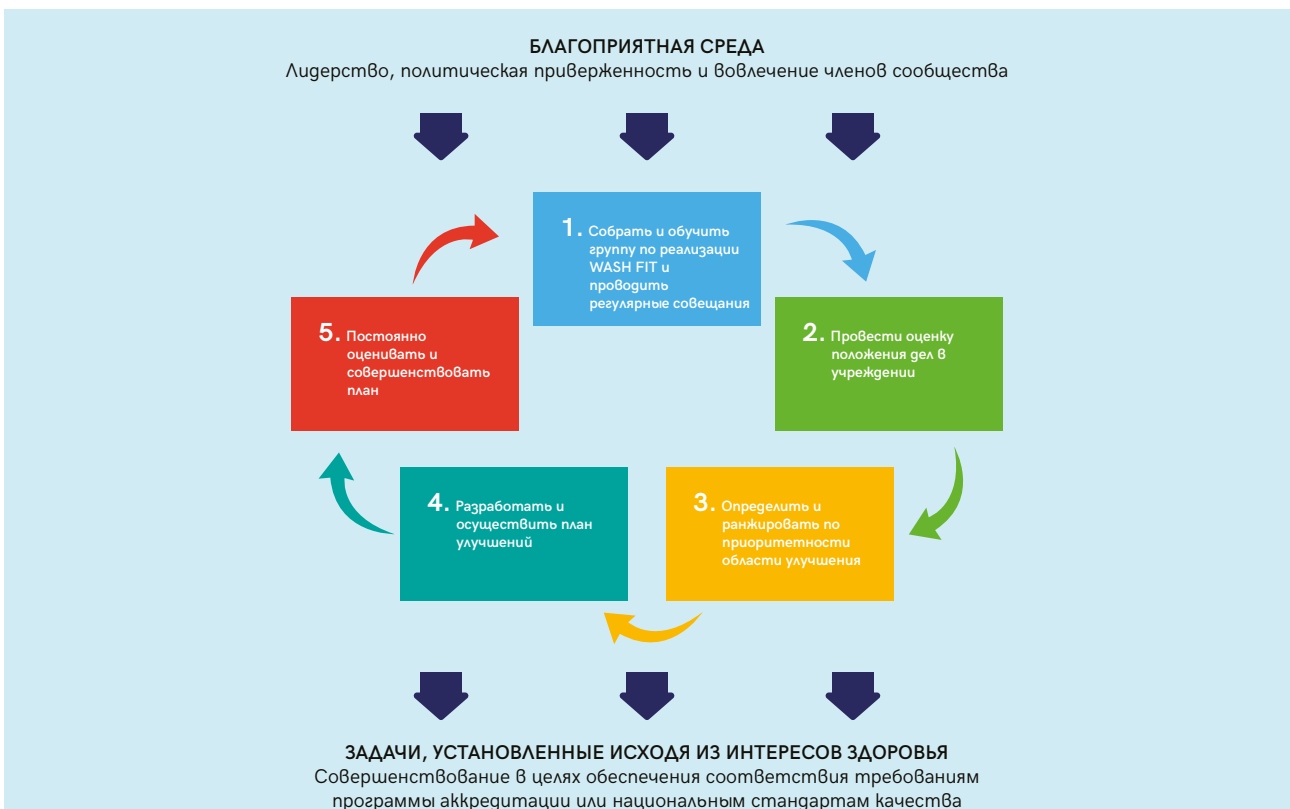 БЛАГОПРИЯТНАЯ СРЕДА
Лидерство, политическая приверженность и вовлечение членов сообщества
1. Собрать и обучить
группу по реализации
WASH FIT и
проводить
регулярные совещания
2. Провести оценку
положения дел в
учреждении
3. Определить и
ранжировать по
приоритетности
области улучшения
4. Разработать и
осуществить план
улучшений
5. Постоянно
оценивать и
совершенствовать
план
ЗАДАЧИ, УСТАНОВЛЕННЫЕ ИСХОДЯ ИЗ ИНТЕРЕСОВ ЗДОРОВЬЯ
Совершенствование в целях обеспечения соответствия требованиям
программы аккредитации или национальным стандартам качества